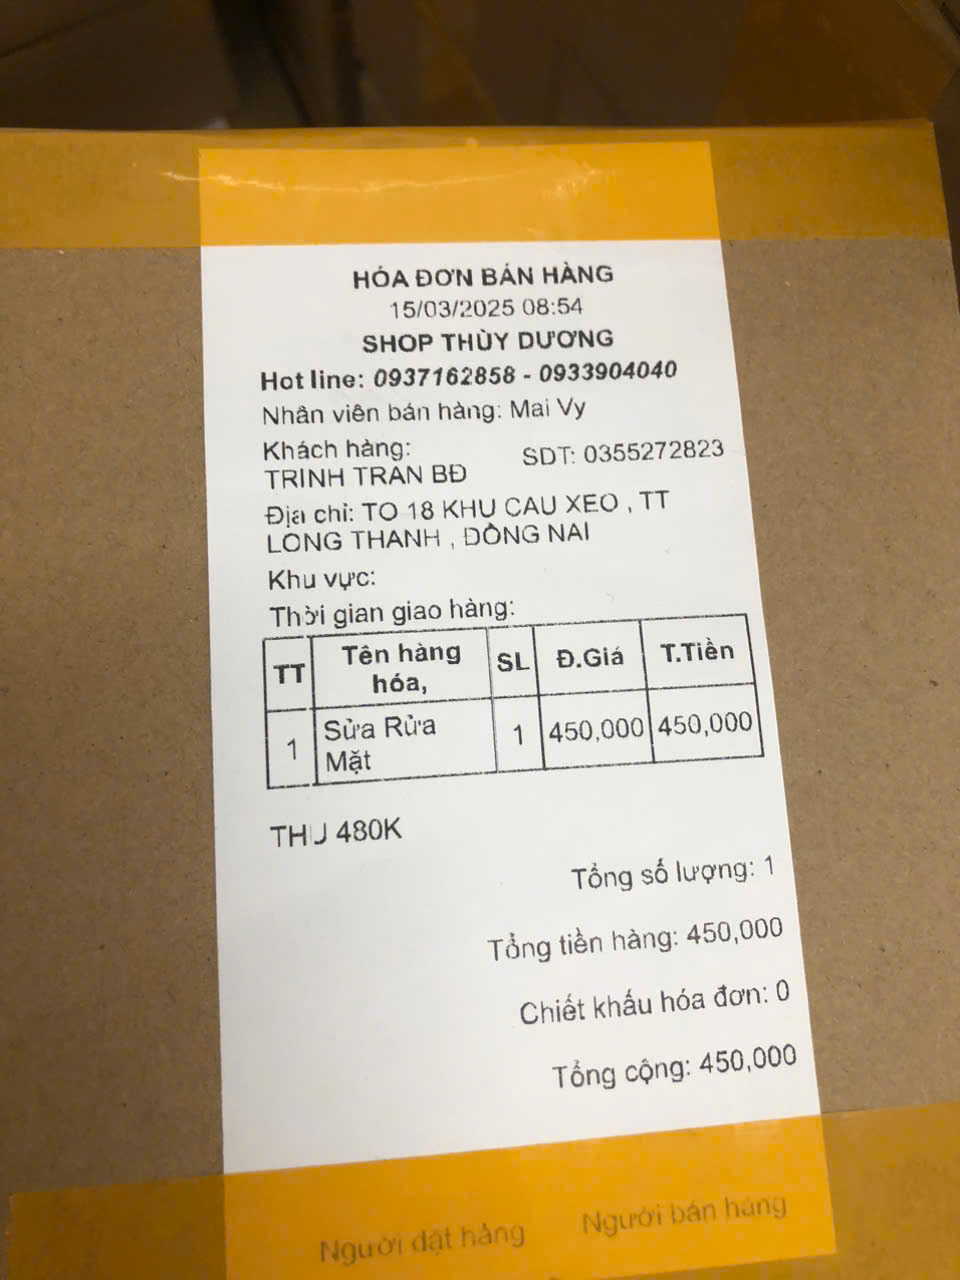 HÓA ĐƠN BÁN HÀNG
15/03/2025 08:54
SHOP THÙY DƯƠNG
Hot line: 0937162858 - 0933904040
Nhân viên bán hàng: Mai Vy
Khách hàng: SDT: 0355272823
TRINH TRAN BĐ
Địa chỉ: TO 18 KHU CAU XEO , TT
LONG THANH , ĐỒNG NAI
Khu vực:
Thời gian giao hàng:
TT Tên hàng hóa, SL Đ.Giá T.Tiền
1 Sửa Rửa Mặt 1 450,000 450,000
THU 480K
Tổng số lượng: 1
Tổng tiền hàng: 450,000
Chiết khấu hóa đơn: 0
Tổng cộng: 450,000
Người đặt hàng Người bán hàng